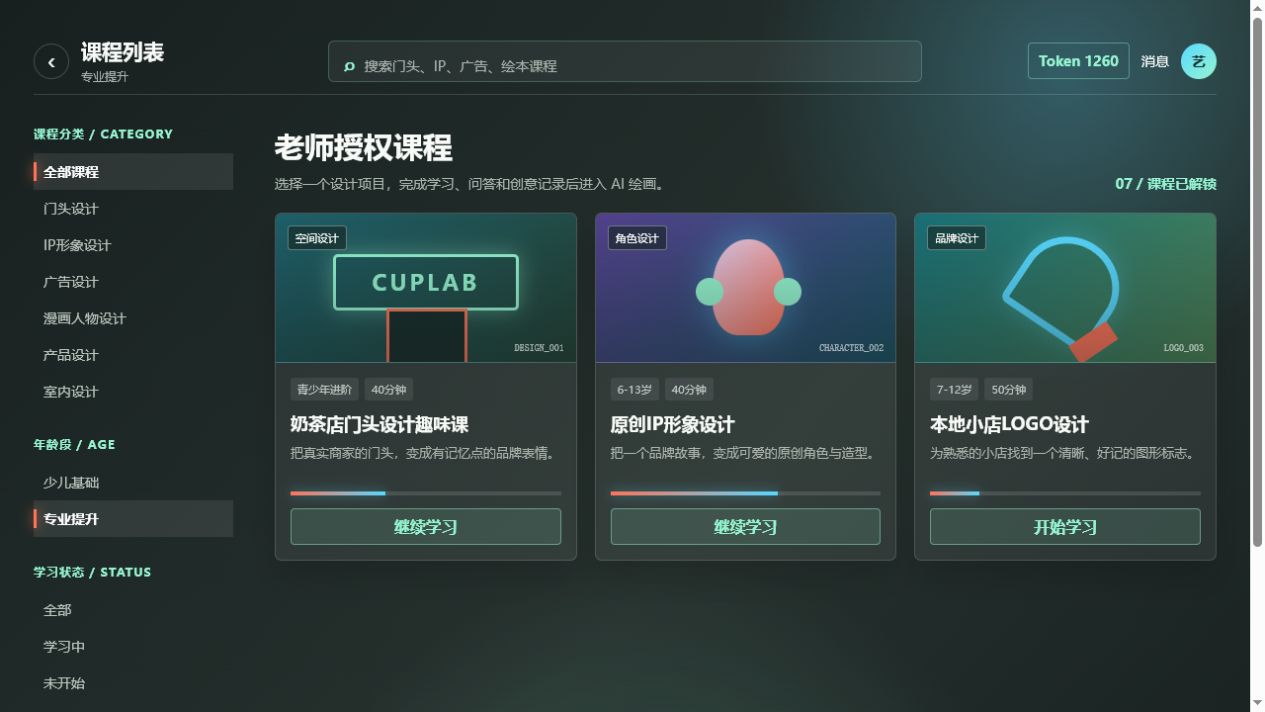 课程列表
专业提升
搜索门头、IP、广告、绘本课程
Token 1260
消息
艺
课程分类 / CATEGORY
全部课程
门头设计
IP形象设计
广告设计
漫画人物设计
产品设计
室内设计
年龄段 / AGE
少儿基础
专业提升
学习状态 / STATUS
全部
学习中
未开始
老师授权课程
选择一个设计项目，完成学习、问答和创意记录后进入 AI 绘画。
07 / 课程已解锁
空间设计
CUPLAB
DESIGN_001
青少年进阶
40分钟
奶茶店门头设计趣味课
把真实商家的门头，变成有记忆点的品牌表情。
继续学习
角色设计
CHARACTER_002
6-13岁
40分钟
原创IP形象设计
把一个品牌故事，变成可爱的原创角色与造型。
继续学习
品牌设计
LOGO_003
7-12岁
50分钟
本地小店LOGO设计
为熟悉的小店找到一个清晰、好记的图形标志。
开始学习